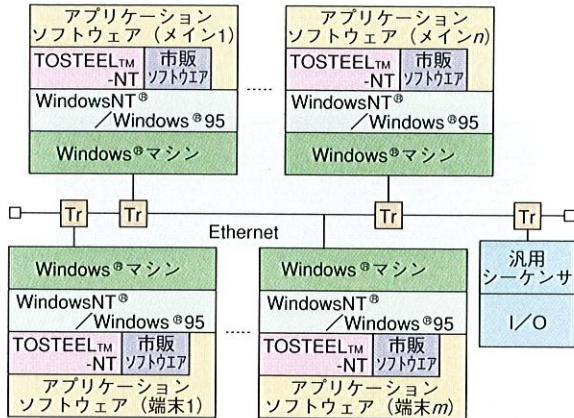 アプリケーション
ソフトウェア（メイン1）
TOSTEEL™
-NT
市販
ソフトウエア
WindowsNT®
／Windows®95
Windows®マシン
アプリケーション
ソフトウェア（メインn）
TOSTEEL™
-NT
市販
ソフトウエア
WindowsNT®
／Windows®95
Windows®マシン
Tr
Tr
Tr
Tr
Ethernet
Windows®マシン
WindowsNT®
／Windows®95
TOSTEEL™
-NT
市販
ソフトウエア
アプリケーション
ソフトウェア（端末1）
Windows®マシン
WindowsNT®
／Windows®95
TOSTEEL™
-NT
市販
ソフトウエア
アプリケーション
ソフトウェア（端末m）
汎用
シーケンサ
I／O